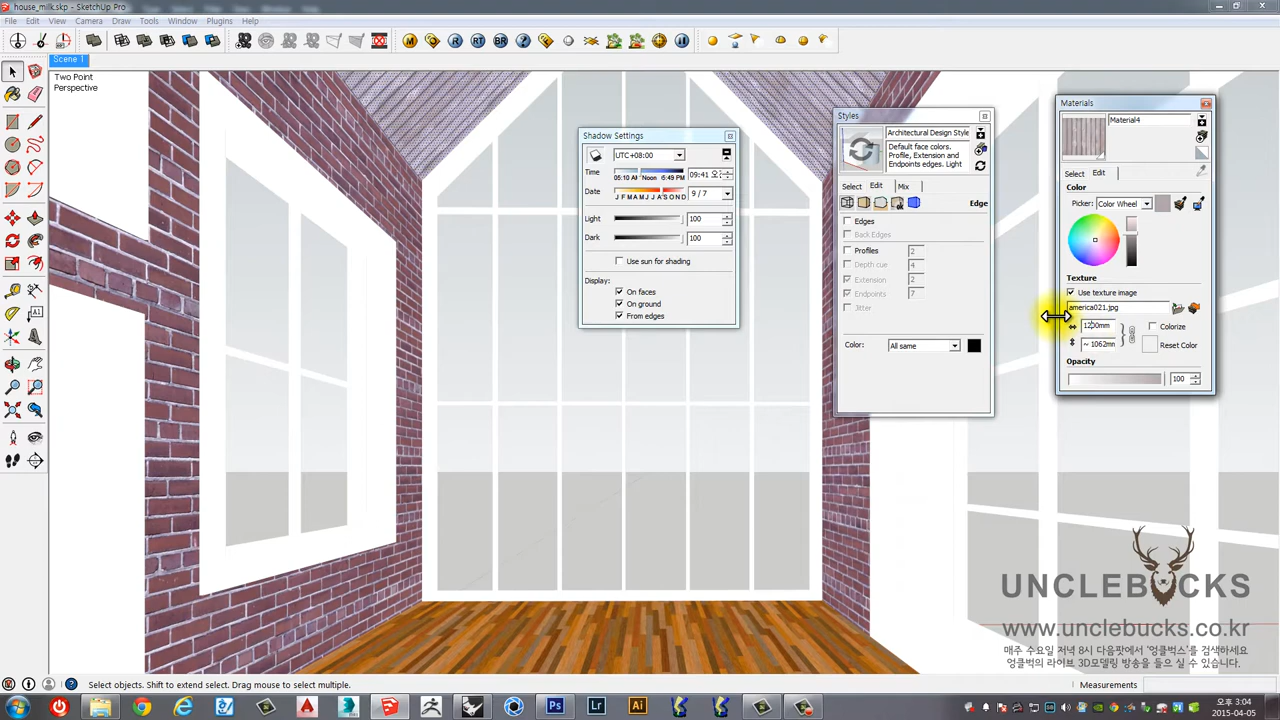 house_milk.skp - SketchUp Pro
File Edit View Camera Draw Tools Window Plugins Help
Scene 1
Two Point
Perspective
Shadow Settings
UTC+08:00
Time
05:10 Noon 5:49 PM
09:41 오
Date
J F M A M J J A S O N D
9 / 7
Light
100
Dark
100
Use sun for shading
Display:
On faces
On ground
From edges
Styles
Architectural Design Style
Default face colors.
Profile, Extension and
Endpoints edges. Light
Select Edit Mix
Edge
Edges
Back Edges
Profiles 2
Depth cue 4
Extension 2
Endpoints 7
Jitter
Color: All same
Materials
Material4
Select Edit
Color
Picker: Color Wheel
Texture
Use texture image
america021.jpg
1200mm
Colorize
~ 1062mm
Reset Color
Opacity
100
UNCLEBUCKS
www.unclebucks.co.kr
매주 수요일 저녁 8시 다음팟에서 '엉클벅스'를 검색하세요
엉클벅의 라이브 3D모델링 방송을 들으 실 수 있습니다.
Select objects. Shift to extend select. Drag mouse to select multiple.
Measurements
오후 3:04
2015-04-05